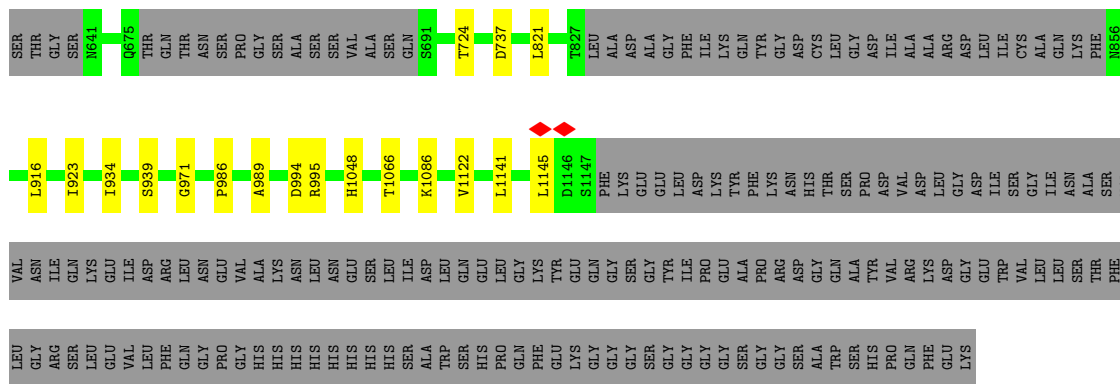 SER THR GLY SER N641 Q675 THR GLN THR ASN SER PRO GLY SER ALA SER SER VAL ALA SER GLN S691 T724 D737 L821 T827 LEU ALA ASP ALA GLY PHE ILE LYS GLN TYR GLY ASP CYS LEU GLY ASP ILE ALA ALA ARG ASP LEU ILE CYS ALA GLN LYS PHE N856
L916 I923 I934 S939 G971 P986 A989 D994 R995 H1048 T1066 K1086 V1122 L1141 L1145 D1146 S1147 PHE LYS GLU GLU LEU ASP LYS TYR PHE LYS ASN HIS THR SER PRO ASP VAL ASP LEU GLY ASP ILE SER GLY ILE ASN ALA SER
VAL ASN ILE GLN LYS GLU ILE ASP ARG LEU ASN GLU VAL ALA LYS ASN LEU ASN GLU SER LEU ILE ASP LEU GLN GLU LEU GLY LYS TYR GLU GLN GLY SER GLY TYR ILE PRO GLU ALA PRO ARG ASP GLY GLN ALA TYR VAL ARG LYS ASP GLY GLU TRP VAL LEU LEU SER THR PHE
LEU GLY ARG SER LEU GLU VAL LEU PHE GLN GLY PRO GLY HIS HIS HIS HIS HIS HIS HIS HIS SER ALA TRP SER HIS PRO GLN PHE GLU LYS GLY GLY GLY SER GLY GLY GLY GLY SER GLY GLY SER ALA TRP SER HIS PRO GLN PHE GLU LYS